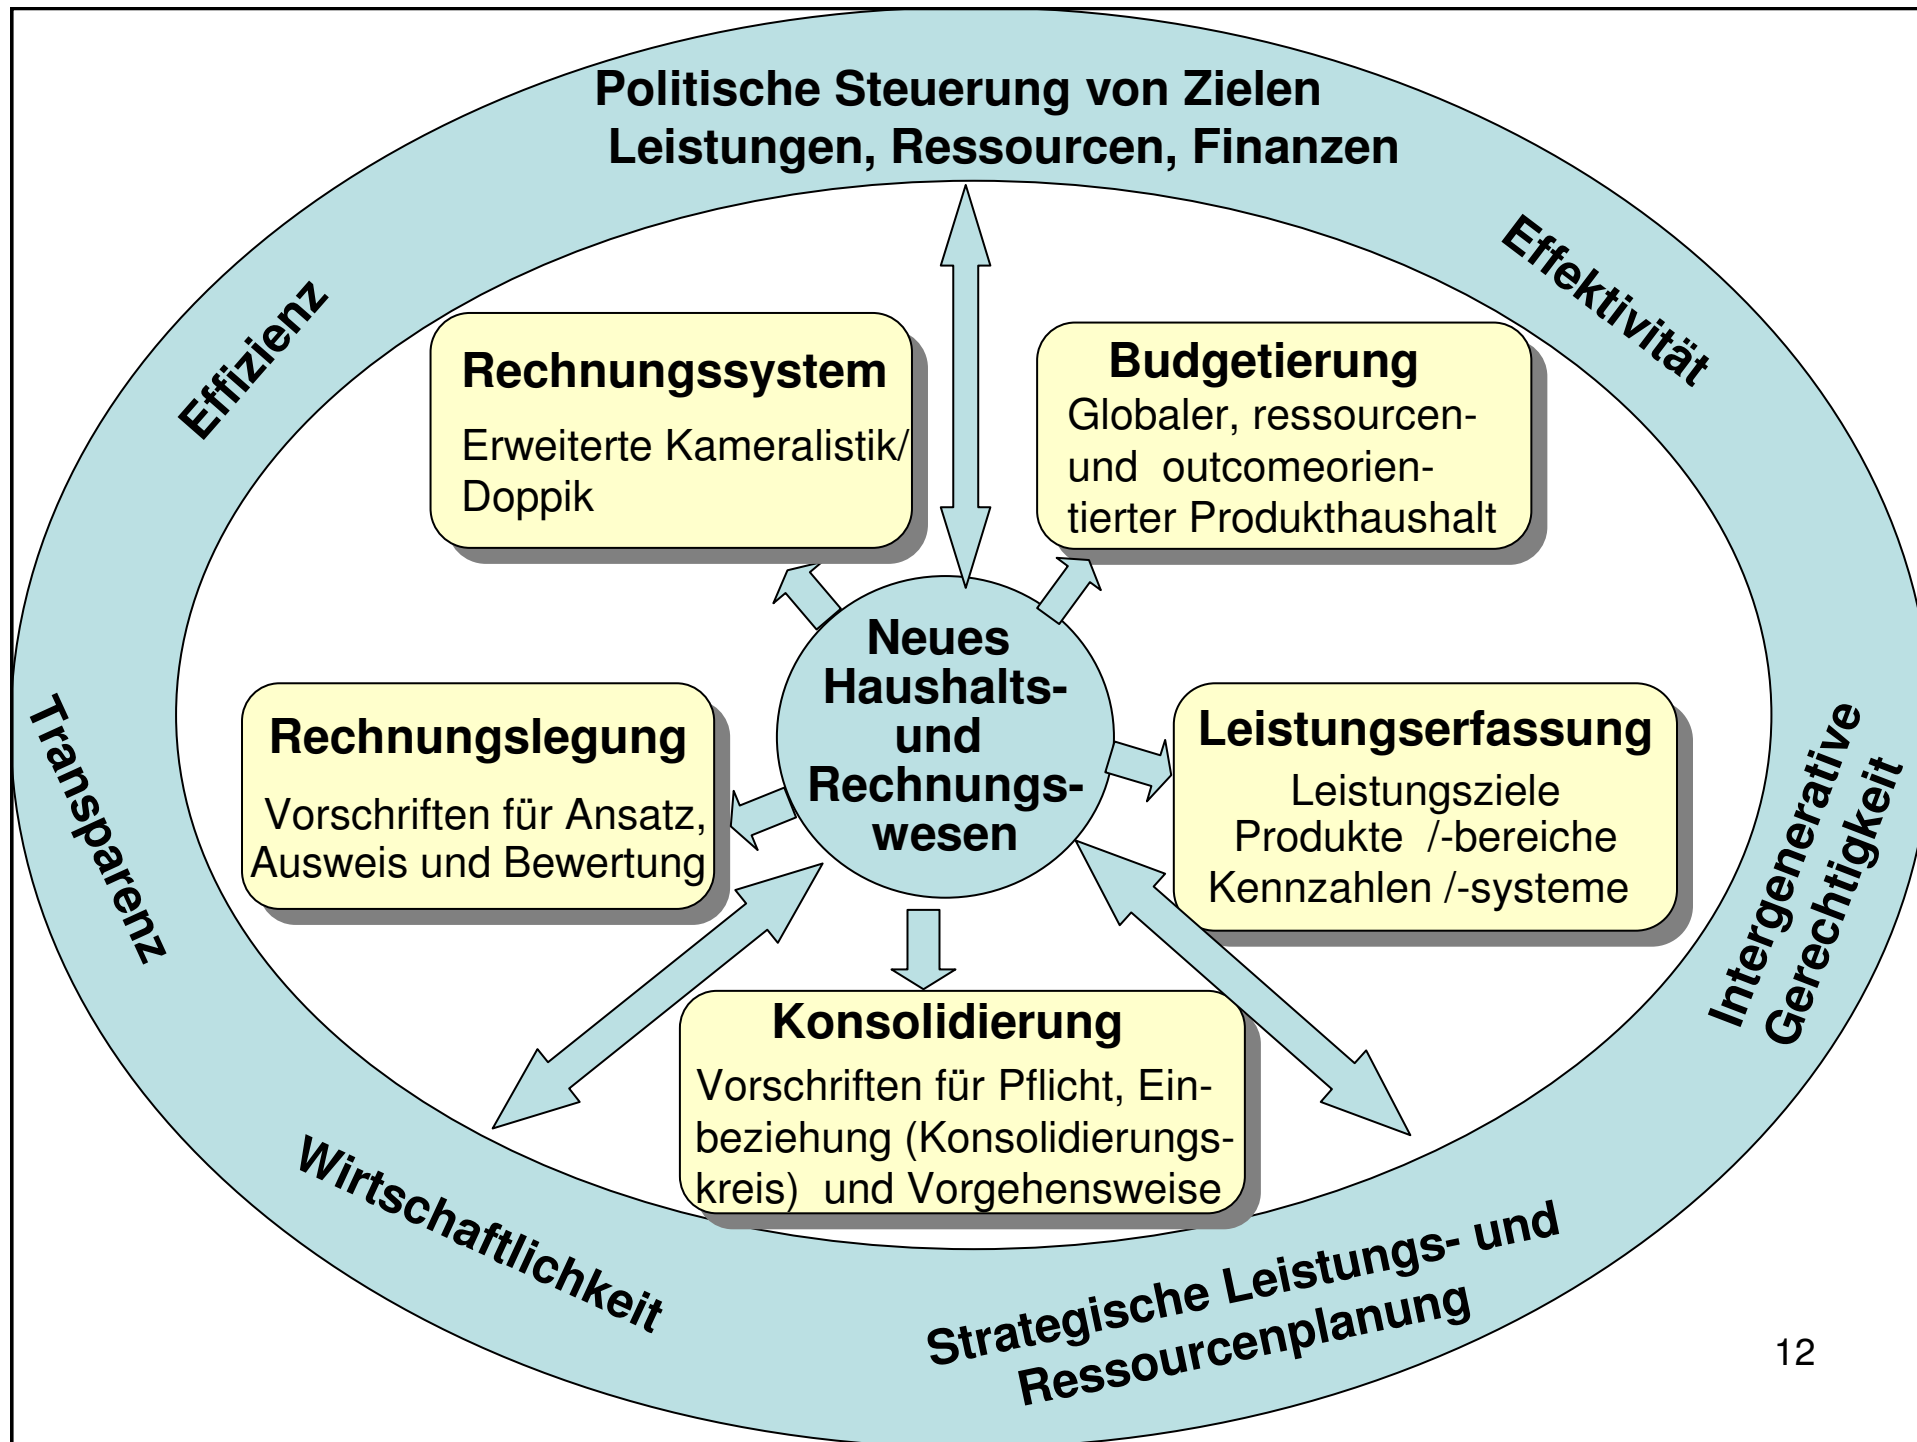 Politische Steuerung von Zielen
Leistungen, Ressourcen, Finanzen
Effizienz
Effektivität
Rechnungssystem
Erweiterte Kameralistik/
Doppik
Budgetierung
Globaler, ressourcen-
und outcomeorien-
tierter Produkthaushalt
Neues
Haushalts-
und
Rechnungs-
wesen
Transparenz
Rechnungslegung
Vorschriften für Ansatz,
Ausweis und Bewertung
Leistungserfassung
Leistungsziele
Produkte /-bereiche
Kennzahlen /-systeme
Intergenerative
Gerechtigkeit
Konsolidierung
Vorschriften für Pflicht, Ein-
beziehung (Konsolidierungs-
kreis) und Vorgehensweise
Wirtschaftlichkeit
Strategische Leistungs- und
Ressourcenplanung
12